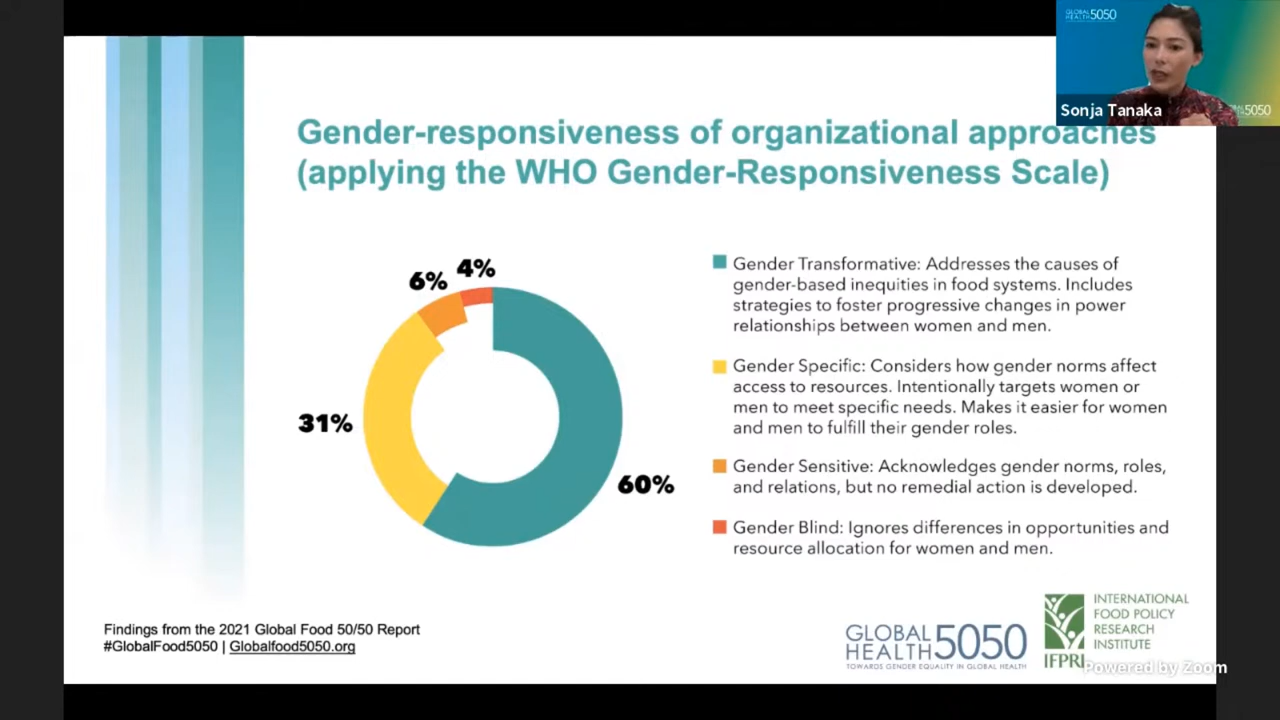 GLOBAL
HEALTH5050
Sonja Tanaka
5050
Gender-responsiveness of organizational approaches
(applying the WHO Gender-Responsiveness Scale)
6%
4%
31%
60%
Gender Transformative: Addresses the causes of
gender-based inequities in food systems. Includes
strategies to foster progressive changes in power
relationships between women and men.
Gender Specific: Considers how gender norms affect
access to resources. Intentionally targets women or
men to meet specific needs. Makes it easier for women
and men to fulfill their gender roles.
Gender Sensitive: Acknowledges gender norms, roles,
and relations, but no remedial action is developed.
Gender Blind: Ignores differences in opportunities and
resource allocation for women and men.
Findings from the 2021 Global Food 50/50 Report
#GlobalFood5050 | Globalfood5050.org
GLOBAL
HEALTH5050
TOWARDS GENDER EQUALITY IN GLOBAL HEALTH
INTERNATIONAL
FOOD POLICY
RESEARCH
INSTITUTE
IFPRI
Powered by Zoom